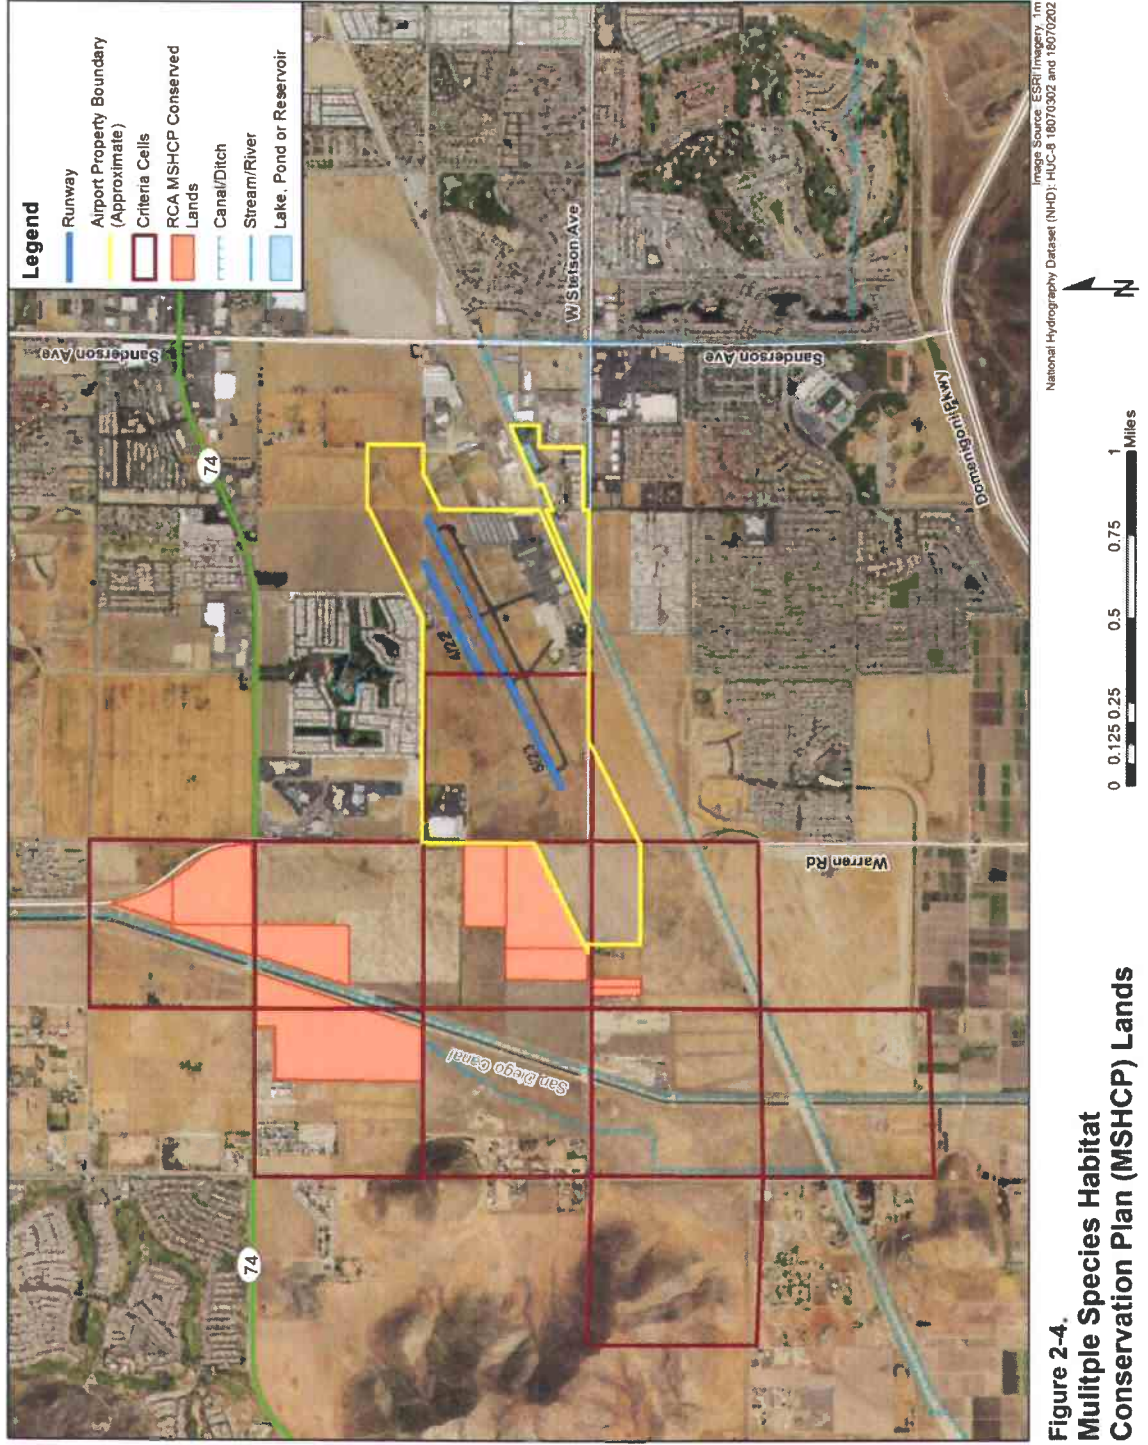 Legend
Runway
Airport Property Boundary
(Approximate)
Criteria Cells
RCA MSHCP Conserved
Lands
Canal/Ditch
Stream/River
Lake, Pond or Reservoir
Sanderson Ave
74
W Stetson Ave
4/22
5/23
Sanderson Ave
Domenigoni Pkwy
Warren Rd
San Diego Canal
74
Image Source: ESRI Imagery, 1m
National Hydrography Dataset (NHD): HUC-8 18070302 and 18070202
N
0 0.125 0.25 0.5 0.75 1
Miles
Figure 2-4.
Mulitple Species Habitat
Conservation Plan (MSHCP) Lands